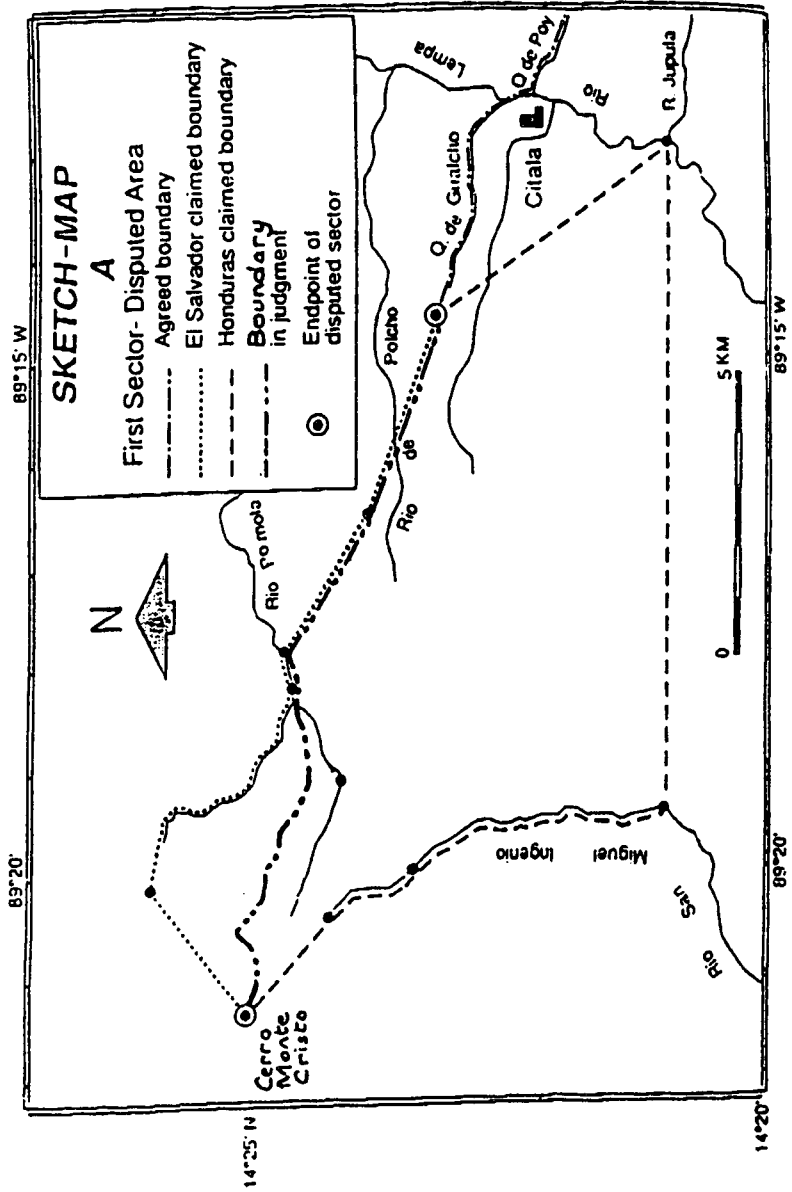 SKETCH-MAP
A
First Sector- Disputed Area
Agreed boundary
El Salvador claimed boundary
Honduras claimed boundary
Boundary
in judgment
Endpoint of
disputed sector
89°20'
89°15' W
N
Rio Pomola
Lempa
Q de Poy
Polcho
de
Rio
Q. de Gualcho
Citala
Rio
R. Jupula
Cerro
Monte
Cristo
Ingenio
Miguel
San
Rio
0
5 KM
14°25' N
14°20'
89°20'
89°15' W